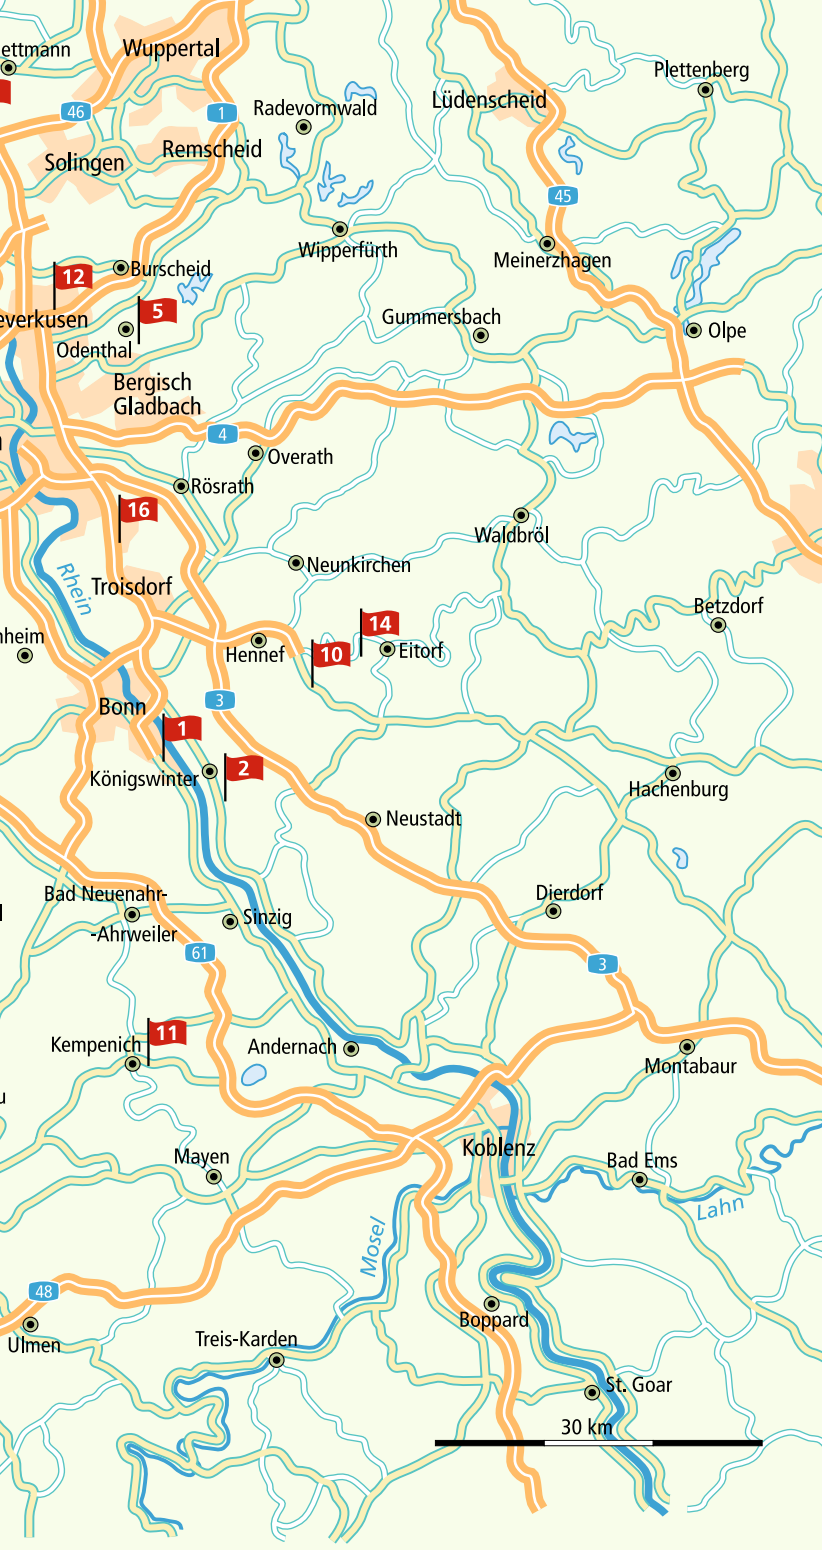 ettmann
Wuppertal
Plettenberg
46
1
Radevormwald
Lüdenscheid
Solingen
Remscheid
45
Wipperfürth
Meinerzhagen
12
Burscheid
5
everkusen
Odenthal
Gummersbach
Olpe
Bergisch
Gladbach
4
Overath
Rösrath
16
Waldbröl
Rhein
Neunkirchen
Troisdorf
Betzdorf
14
nheim
Hennef
10
Eitorf
3
Bonn
1
2
Königswinter
Hachenburg
Neustadt
Bad Neuenahr-
-Ahrweiler
Dierdorf
Sinzig
61
3
11
Kempenich
Andernach
Montabaur
u
Koblenz
Mayen
Bad Ems
Lahn
Mosel
48
Boppard
Ulmen
Treis-Karden
St. Goar
30 km